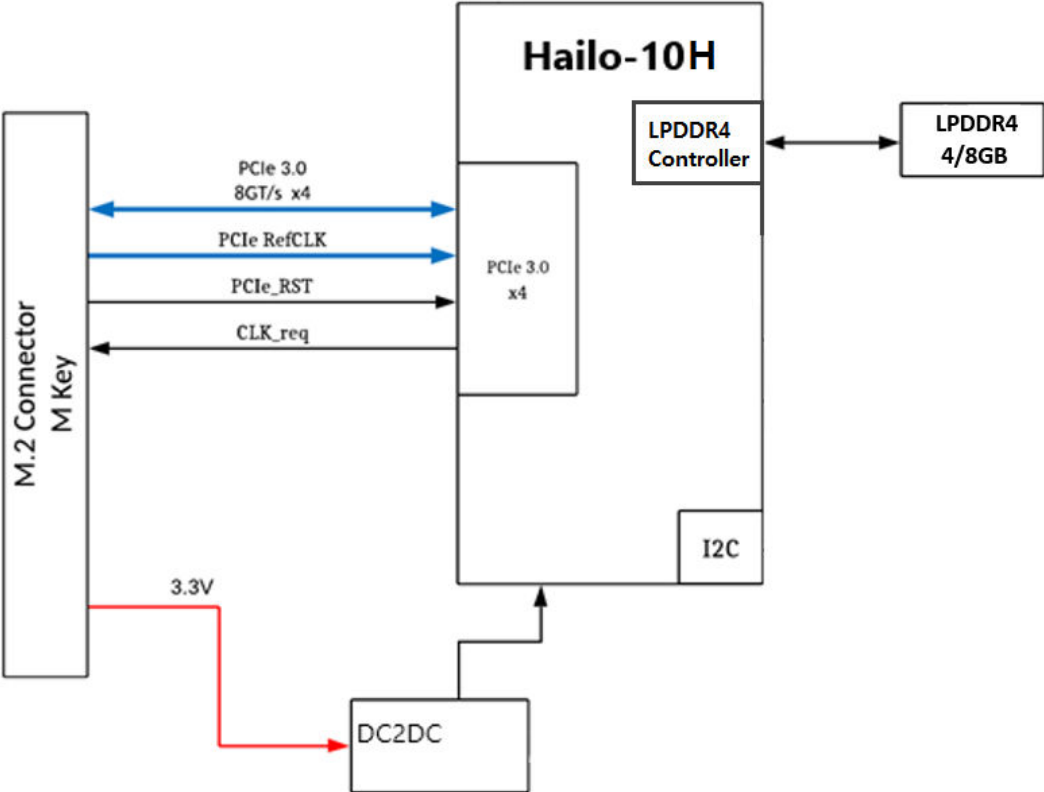 Hailo-10H
LPDDR4
Controller
LPDDR4
4/8GB
PCIe 3.0
8GT/s x4
PCIe RefCLK
PCIe_RST
CLK_req
PCIe 3.0
x4
M.2 Connector
M Key
I2C
3.3V
DC2DC